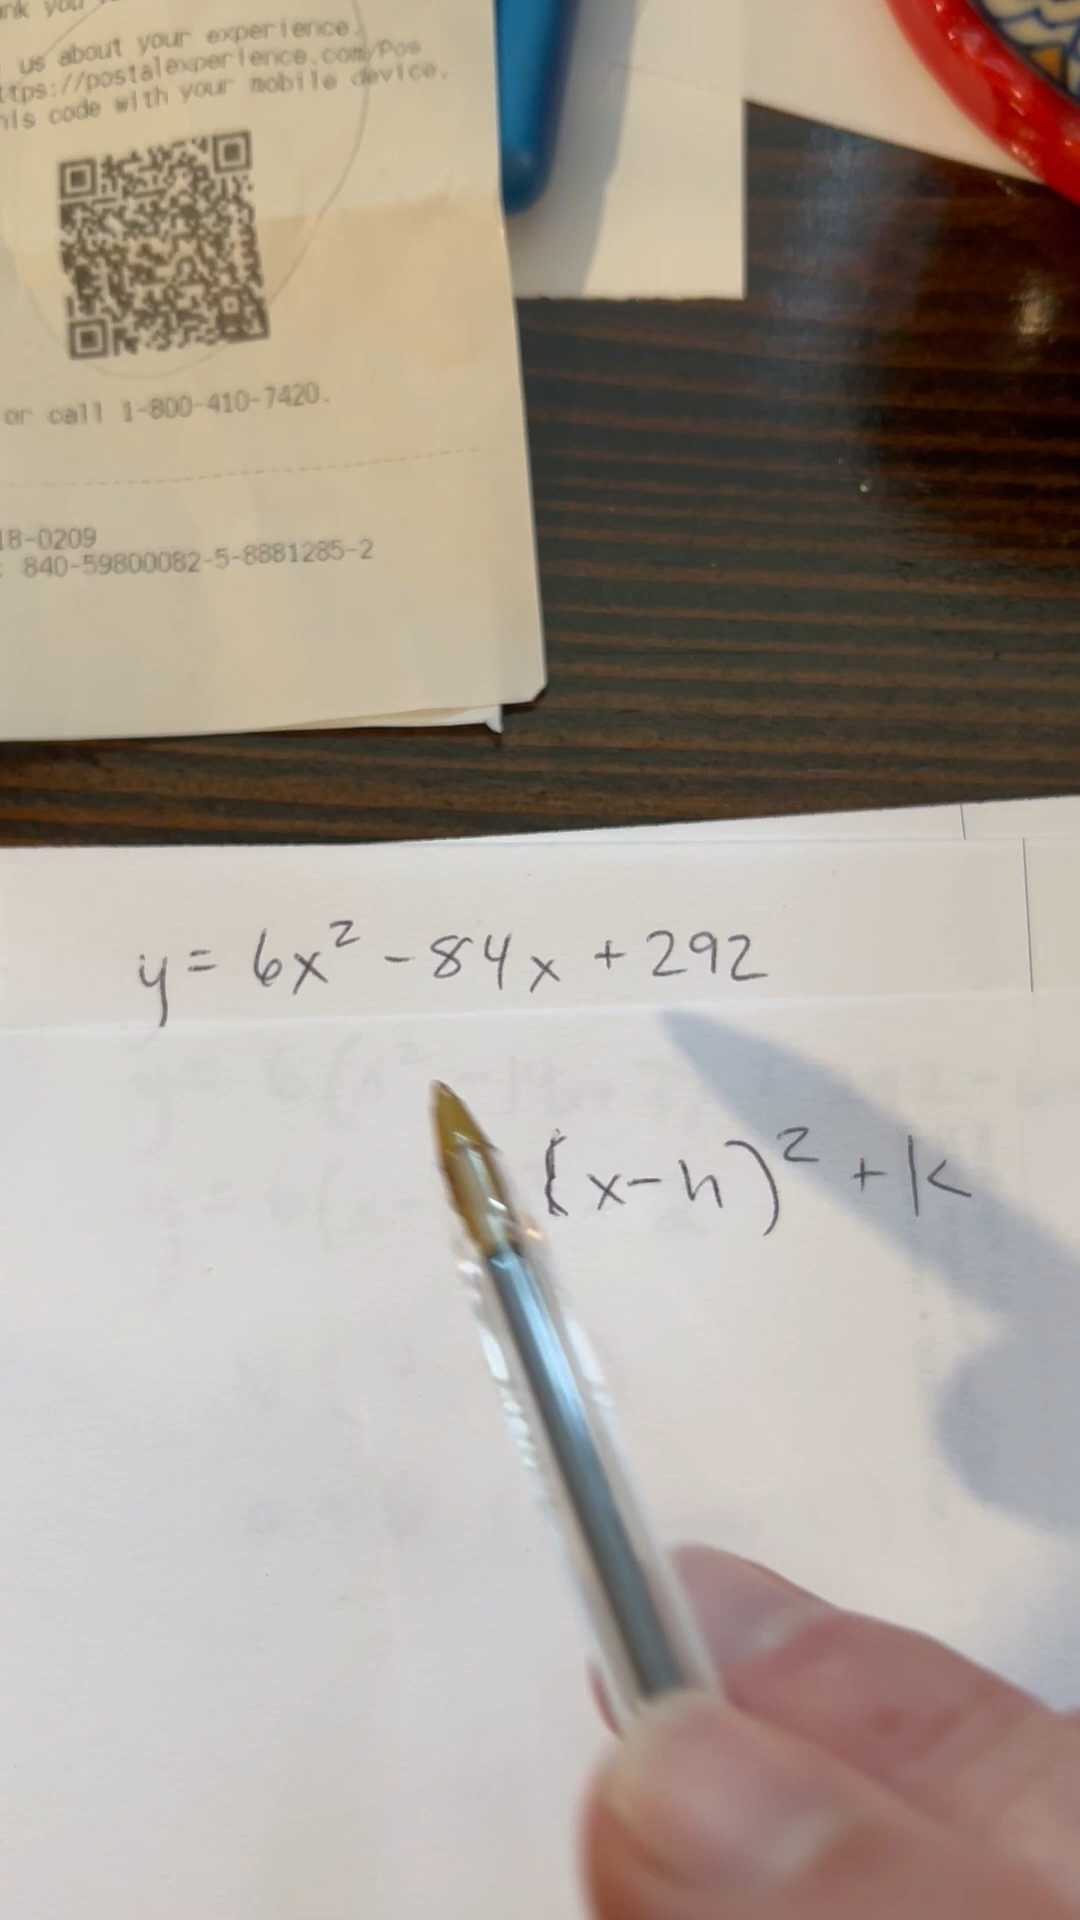 us about your experience.
ttps://postalexperience.com/Pos
his code with your mobile device.
or call 1-800-410-7420.
18-0209
: 840-59800082-5-8881285-2
y = 6x² - 84x + 292
(x-h)² + k